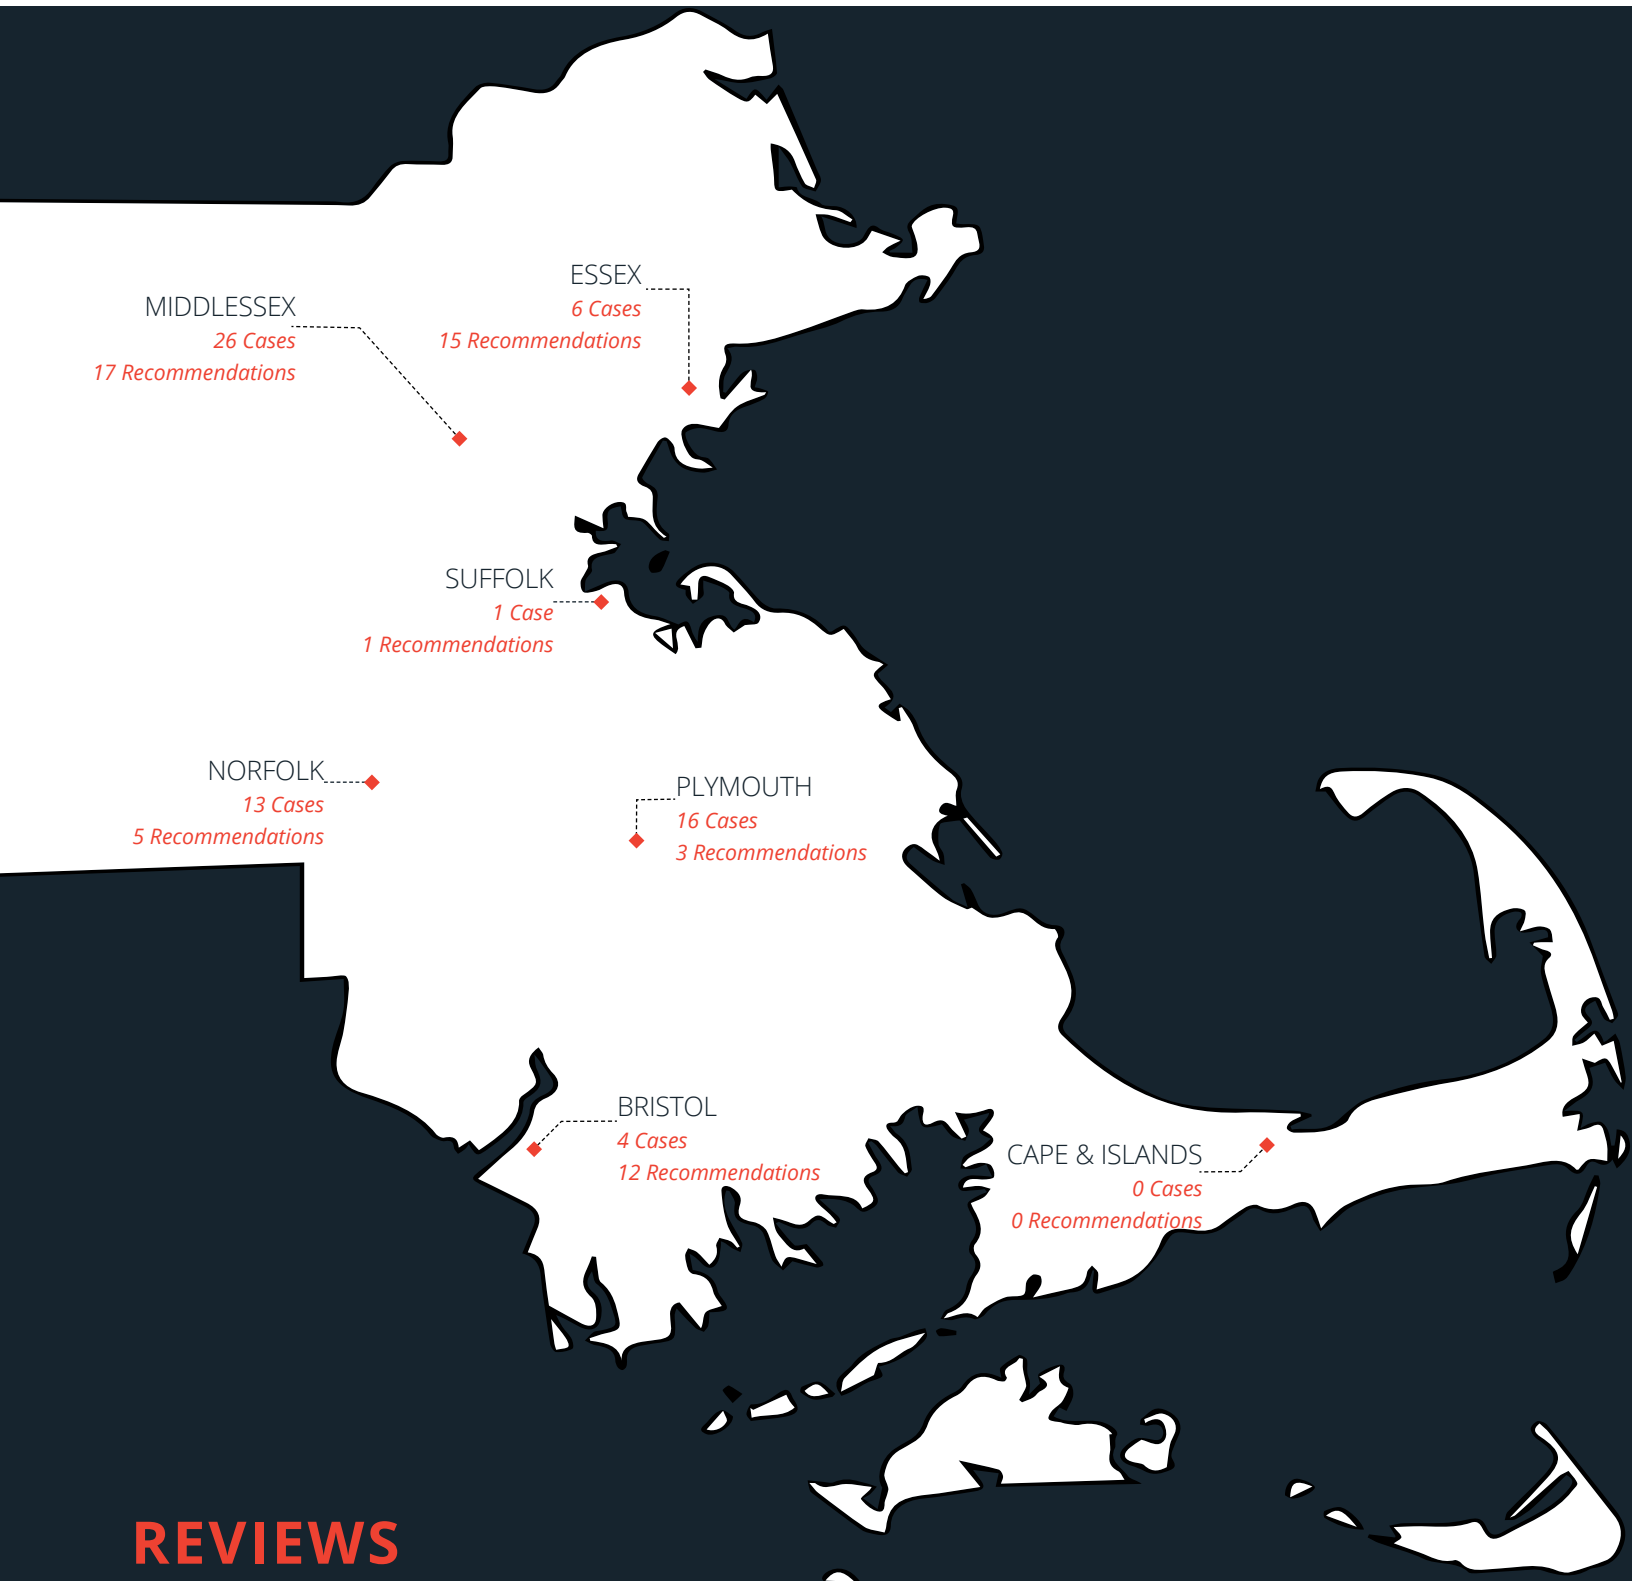 ESSEX
6 Cases
15 Recommendations
MIDDLESSEX
26 Cases
17 Recommendations
SUFFOLK
1 Case
1 Recommendations
NORFOLK
13 Cases
5 Recommendations
PLYMOUTH
16 Cases
3 Recommendations
BRISTOL
4 Cases
12 Recommendations
CAPE & ISLANDS
0 Cases
0 Recommendations
REVIEWS